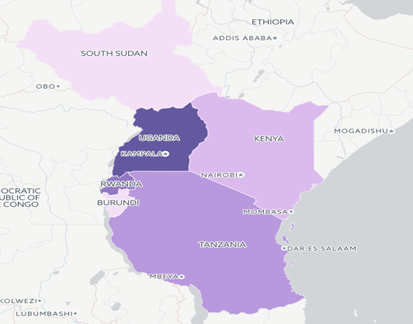 ETHIOPIA
ADDIS ABABA
SOUTH SUDAN
OBO
MOGADISHU
UGANDA
KENYA
KAMPALA
NAIROBI
RWANDA
OCRATIC
PUBLIC OF
CONGO
BURUNDI
MOMBASA
TANZANIA
DAR ES SALAAM
MBEYA
KOLWEZI
LUBUMBASHI